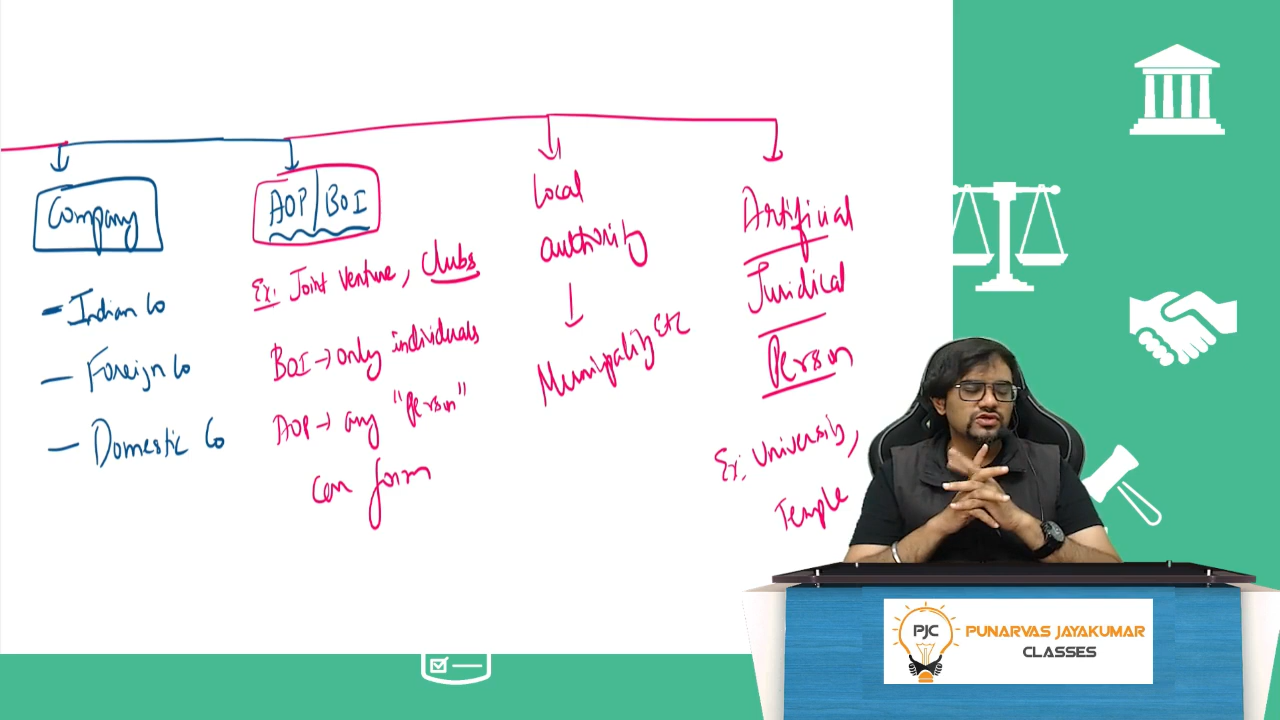 Company
- Indian Co
- Foreign Co
- Domestic Co
AOP | BOI
Ex: Joint Venture, Clubs
BOI → only individuals
AOP → any "Person"
can form
Local
authority
Municipality Etc
Artificial
Juridical
Person
Ex: University,
Temple
PJC
PUNARVAS JAYAKUMAR
CLASSES